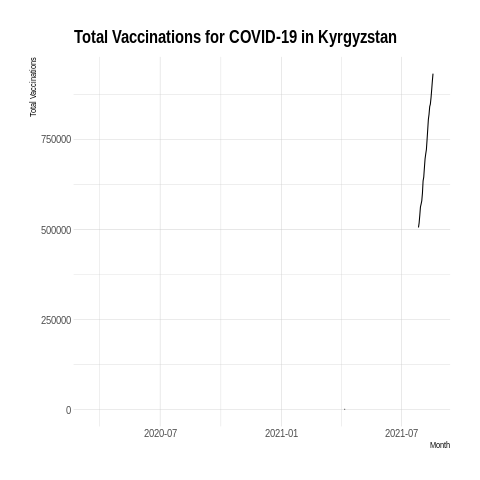 Total Vaccinations for COVID-19 in Kyrgyzstan
Total Vaccinations
750000
500000
250000
0
2020-07
2021-01
2021-07
Month